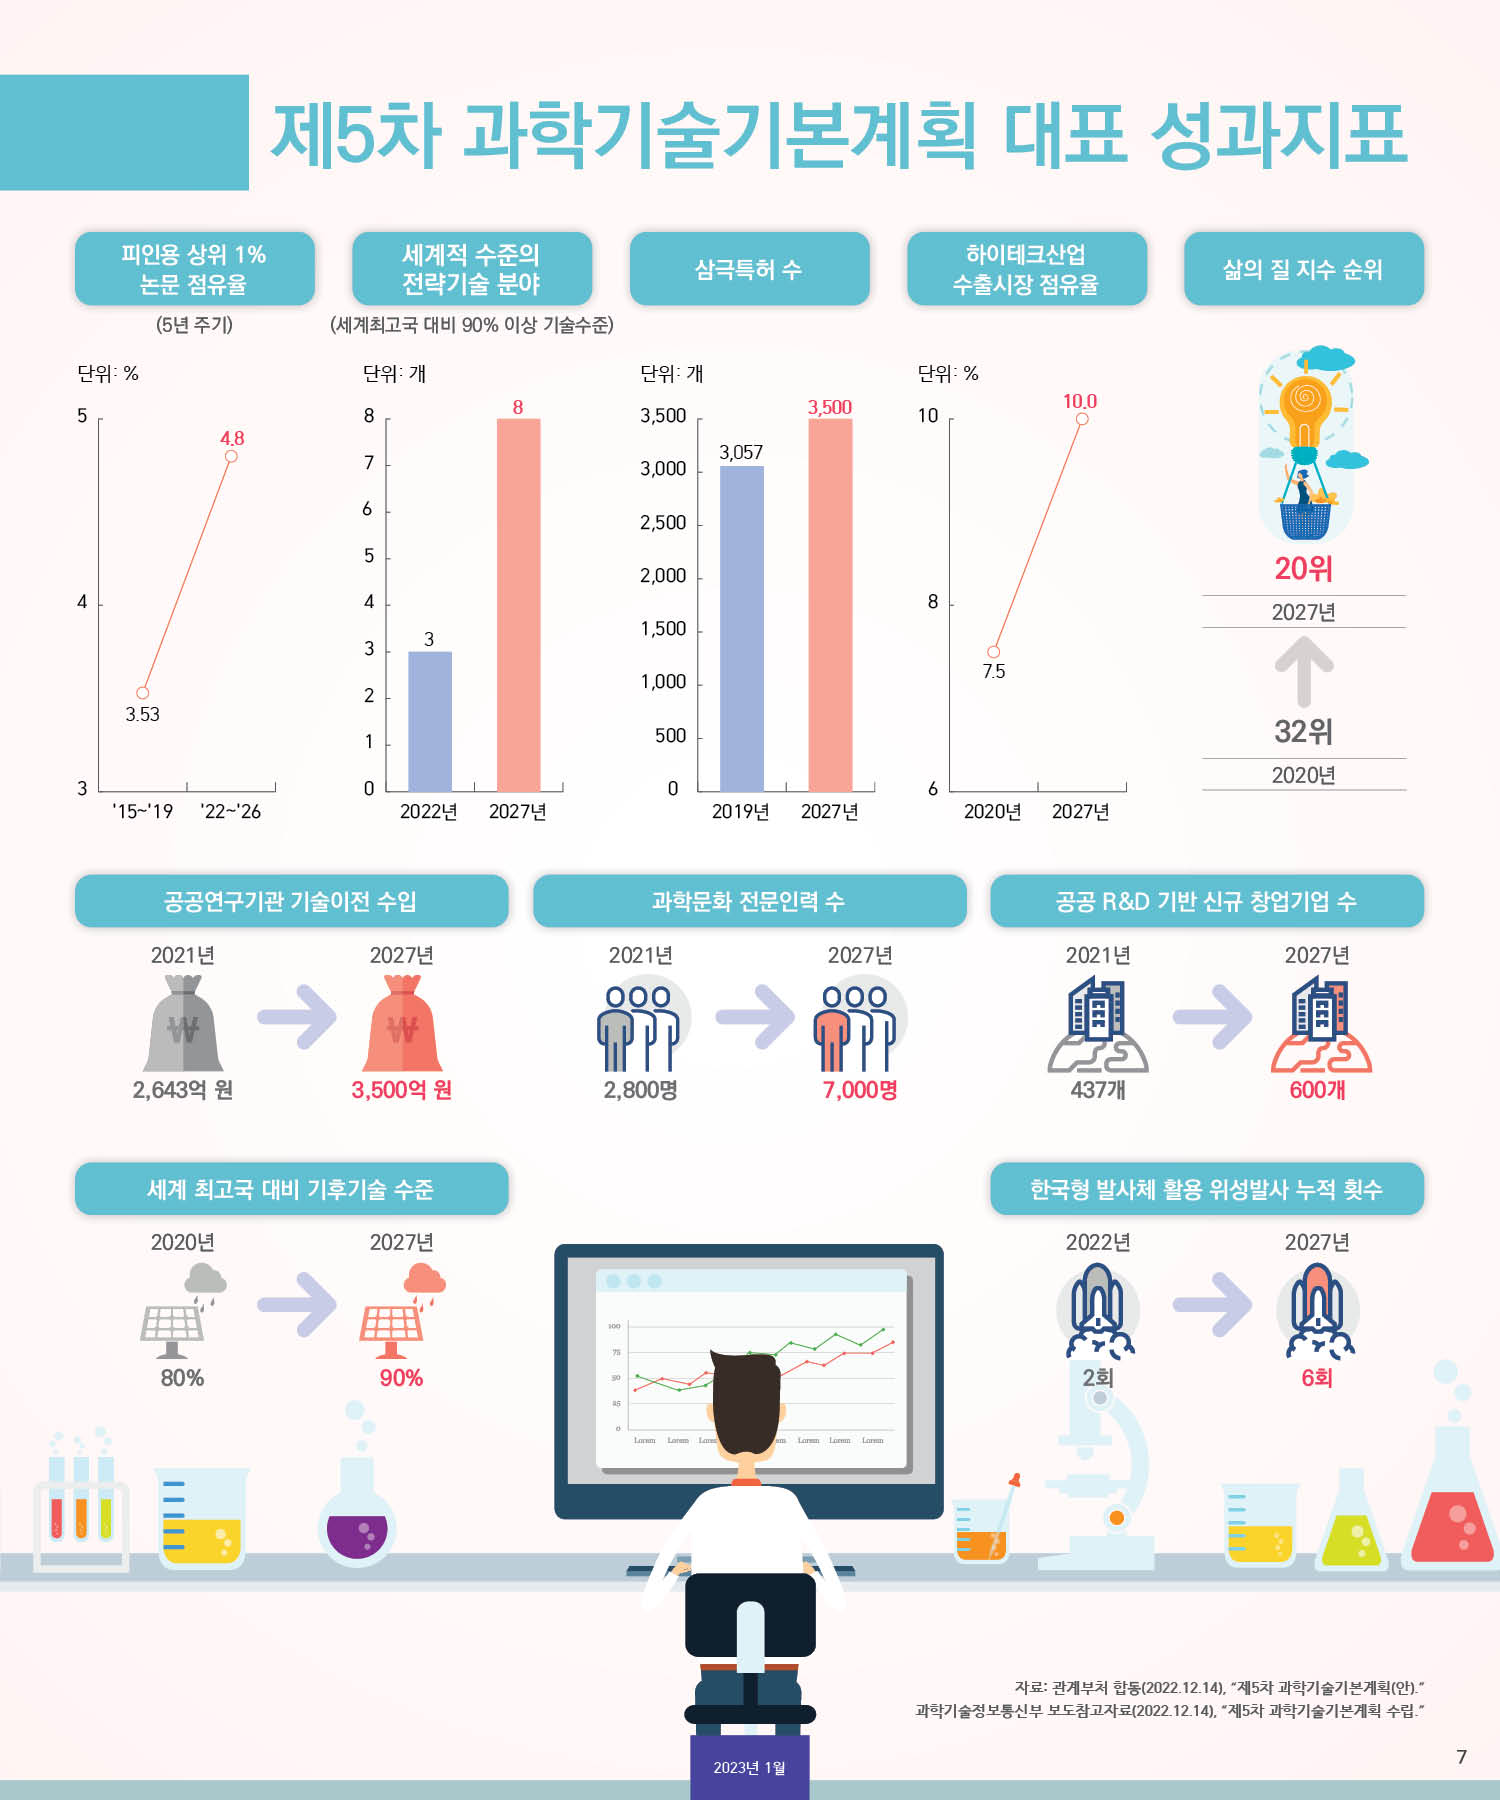 제5차 과학기술기본계획 대표 성과지표
피인용 상위 1%
논문 점유율
(5년 주기)
단위: %
5
4
3
4.8
3.53
'15~'19
'22~'26
세계적 수준의
전략기술 분야
(세계최고국 대비 90% 이상 기술수준)
단위: 개
8
7
6
5
4
3
2
1
0
3
8
2022년
2027년
삼극특허 수
단위: 개
3,500
3,000
2,500
2,000
1,500
1,000
500
0
3,057
3,500
2019년
2027년
하이테크산업
수출시장 점유율
단위: %
10
8
6
10.0
7.5
2020년
2027년
삶의 질 지수 순위
20위
2027년
32위
2020년
공공연구기관 기술이전 수입
2021년
2027년
₩
₩
2,643억 원
3,500억 원
과학문화 전문인력 수
2021년
2027년
2,800명
7,000명
공공 R&D 기반 신규 창업기업 수
2021년
2027년
437개
600개
세계 최고국 대비 기후기술 수준
2020년
2027년
80%
90%
한국형 발사체 활용 위성발사 누적 횟수
2022년
2027년
2회
6회
100
75
50
25
0
Lorem Lorem Lorem Lorem Lorem
자료: 관계부처 합동(2022.12.14), “제5차 과학기술기본계획(안).”
과학기술정보통신부 보도참고자료(2022.12.14), “제5차 과학기술기본계획 수립.”
7
2023년 1월